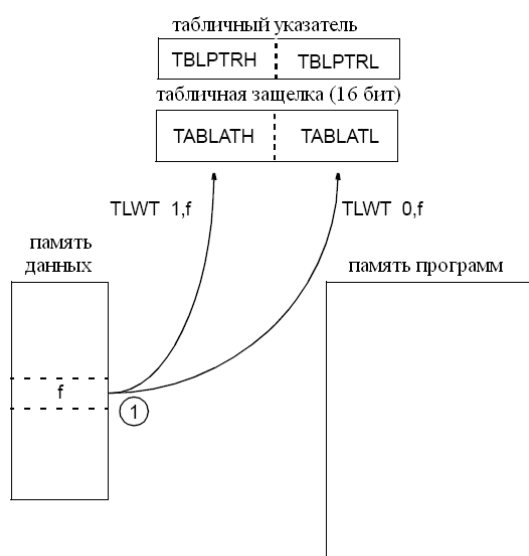 табличный указатель
TBLPTRH TBLPTRL
табличная защелка (16 бит)
TABLATH TABLATL
TLWT 1,f TLWT 0,f
память
данных
память программ
f
1